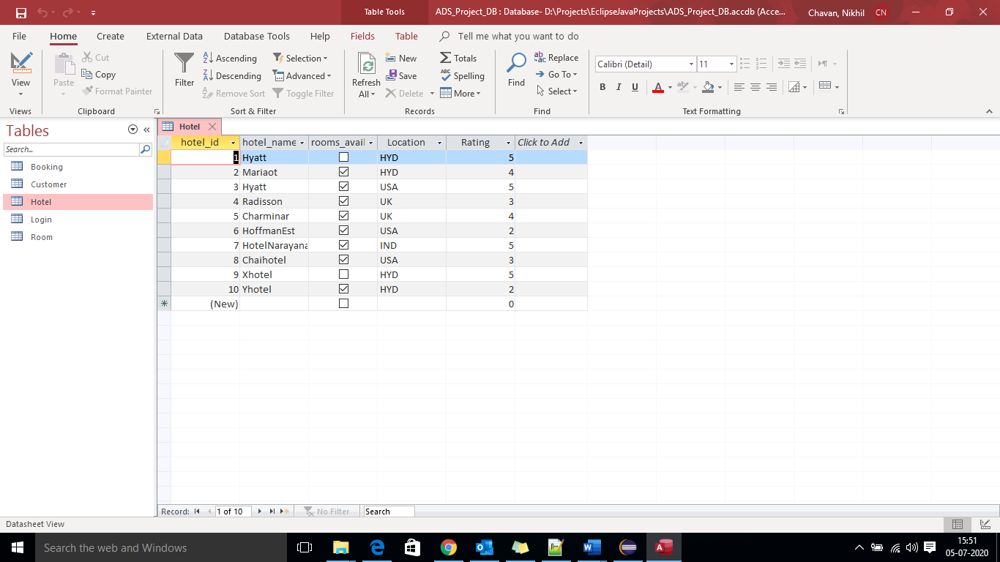 Table Tools
ADS_Project_DB : Database- D:\Projects\EclipseJavaProjects\ADS_Project_DB.accdb (Acce...
Chavan, Nikhil CN
File Home Create External Data Database Tools Help Fields Table Tell me what you want to do
View
Views
Paste
Cut
Copy
Format Painter
Clipboard
Filter
Ascending
Descending
Remove Sort
Selection
Advanced
Toggle Filter
Sort & Filter
Refresh
All
New
Save
Delete
Totals
Spelling
More
Records
Find
Replace
Go To
Select
Find
Calibri (Detail) 11
B I U A
Text Formatting
Tables
Search...
Booking
Customer
Hotel
Login
Room
Hotel
hotel_id hotel_name rooms_avail Location Rating Click to Add
1 Hyatt HYD 5
2 Mariaot HYD 4
3 Hyatt USA 5
4 Radisson UK 3
5 Charminar UK 4
6 HoffmanEst USA 2
7 HotelNarayana IND 5
8 Chaihotel USA 3
9 Xhotel HYD 5
10 Yhotel HYD 2
(New) 0
Record: 1 of 10 No Filter Search
Datasheet View
Search the web and Windows
15:51
05-07-2020